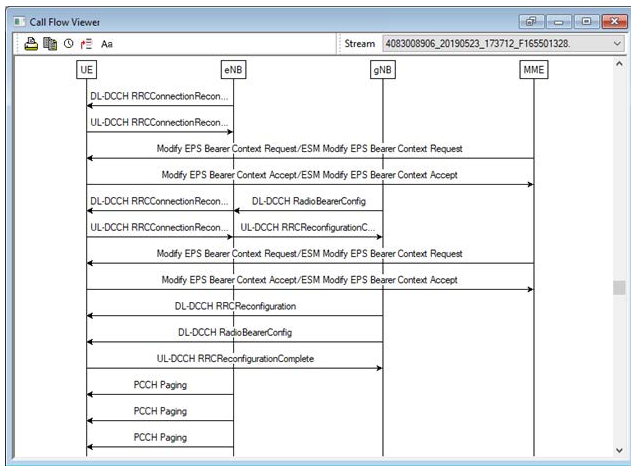 Call Flow Viewer
Aa
Stream 4083008906_20190523_173712_F165501328.
UE eNB gNB MME
DL-DCCH RRCConnectionRecon...
UL-DCCH RRCConnectionRecon...
Modify EPS Bearer Context Request/ESM Modify EPS Bearer Context Request
Modify EPS Bearer Context Accept/ESM Modify EPS Bearer Context Accept
DL-DCCH RRCConnectionRecon... DL-DCCH RadioBearerConfig
UL-DCCH RRCConnectionRecon... UL-DCCH RRCReconfigurationC...
Modify EPS Bearer Context Request/ESM Modify EPS Bearer Context Request
Modify EPS Bearer Context Accept/ESM Modify EPS Bearer Context Accept
DL-DCCH RRCReconfiguration
DL-DCCH RadioBearerConfig
UL-DCCH RRCReconfigurationComplete
PCCH Paging
PCCH Paging
PCCH Paging